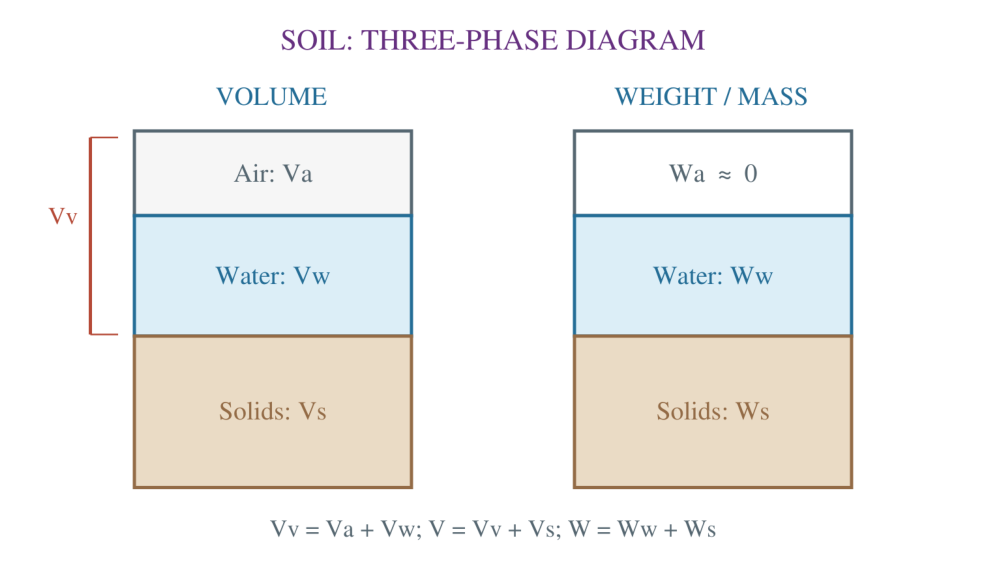 SOIL: THREE-PHASE DIAGRAM
VOLUME
WEIGHT / MASS
Air: Va
Wa ≈ 0
Vv
Water: Vw
Water: Ww
Solids: Vs
Solids: Ws
Vv = Va + Vw; V = Vv + Vs; W = Ww + Ws